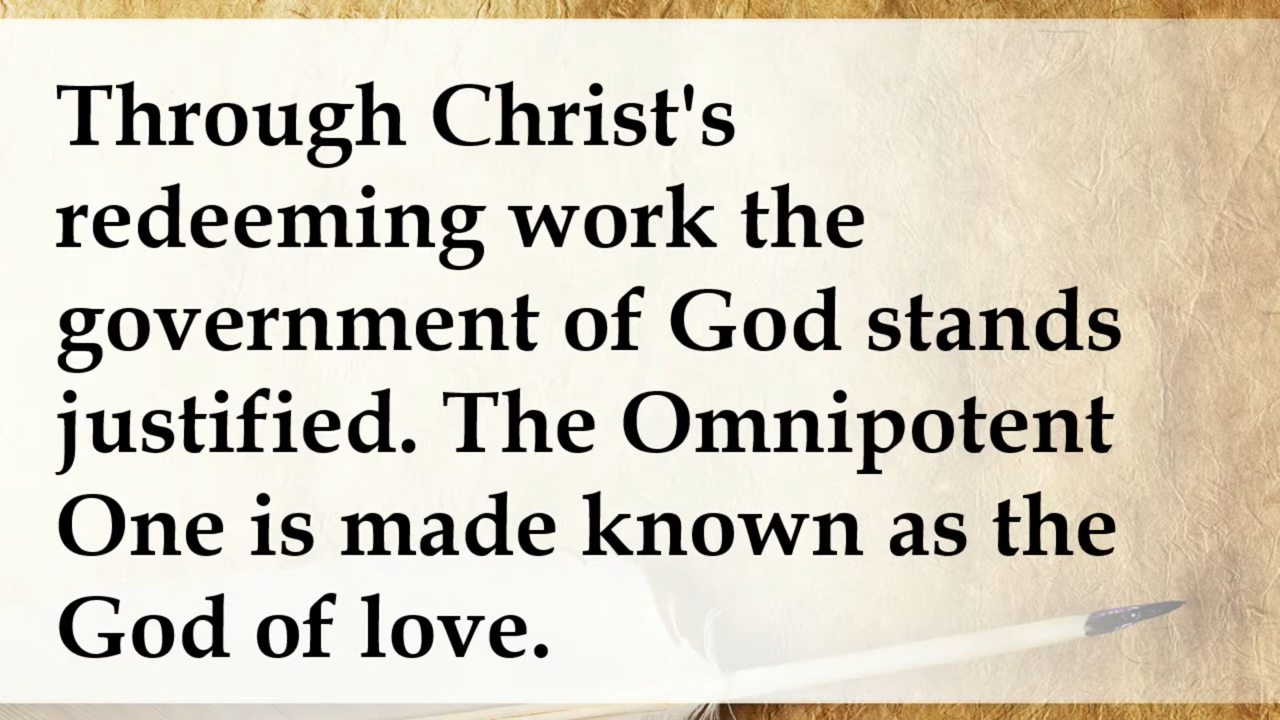 Through Christ's
redeeming work the
government of God stands
justified. The Omnipotent
One is made known as the
God of love.